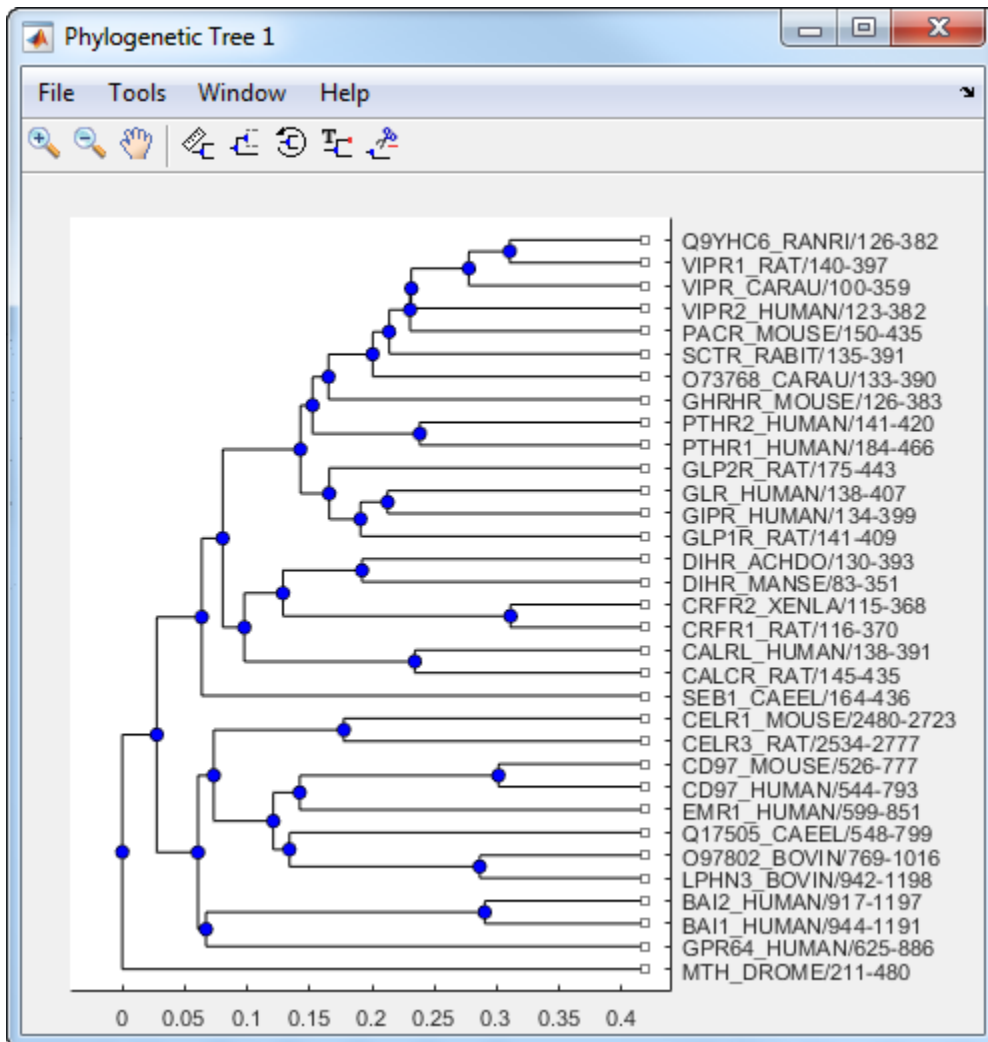 Phylogenetic Tree 1
File Tools Window Help
Q9YHC6_RANRI/126-382
VIPR1_RAT/140-397
VIPR_CARAU/100-359
VIPR2_HUMAN/123-382
PACR_MOUSE/150-435
SCTR_RABIT/135-391
O73768_CARAU/133-390
GHRHR_MOUSE/126-383
PTHR2_HUMAN/141-420
PTHR1_HUMAN/184-466
GLP2R_RAT/175-443
GLR_HUMAN/138-407
GIPR_HUMAN/134-399
GLP1R_RAT/141-409
DIHR_ACHDO/130-393
DIHR_MANSE/83-351
CRFR2_XENLA/115-368
CRFR1_RAT/116-370
CALRL_HUMAN/138-391
CALCR_RAT/145-435
SEB1_CAEEL/164-436
CELR1_MOUSE/2480-2723
CELR3_RAT/2534-2777
CD97_MOUSE/526-777
CD97_HUMAN/544-793
EMR1_HUMAN/599-851
Q17505_CAEEL/548-799
O97802_BOVIN/769-1016
LPHN3_BOVIN/942-1198
BAI2_HUMAN/917-1197
BAI1_HUMAN/944-1191
GPR64_HUMAN/625-886
MTH_DROME/211-480
0 0.05 0.1 0.15 0.2 0.25 0.3 0.35 0.4